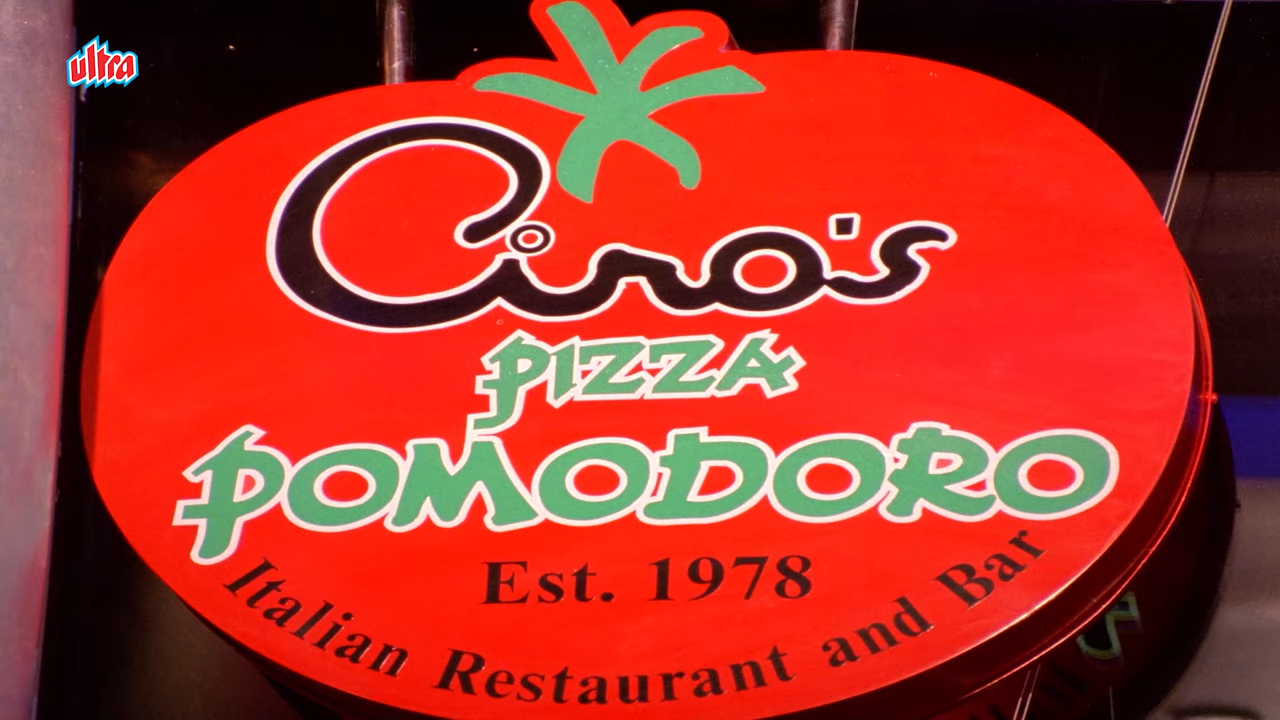 ultra
Ciro's
PIZZA
POMODORO
Est. 1978
Italian Restaurant and Bar